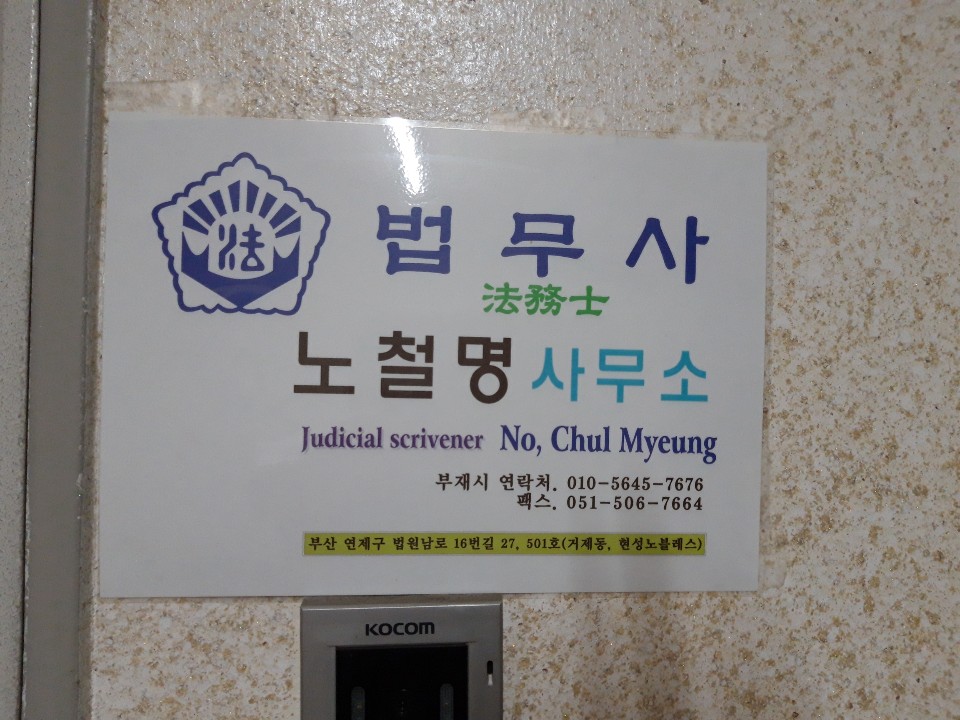 法
법무사
法務士
노철명 사무소
Judicial scrivener No, Chul Myeung
부재시 연락처. 010-5645-7676
팩스. 051-506-7664
부산 연제구 법원남로 16번길 27, 501호(거제동, 현성노블레스)
KOCOM